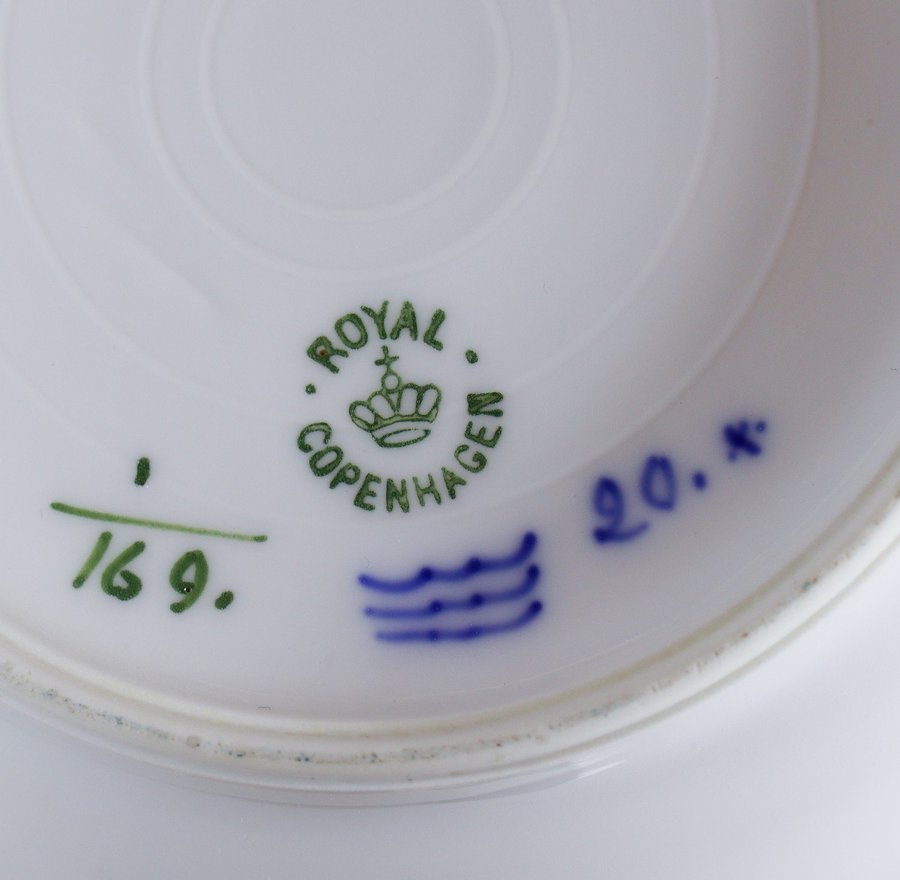 ROYAL
COPENHAGEN
1
169.
20. x.